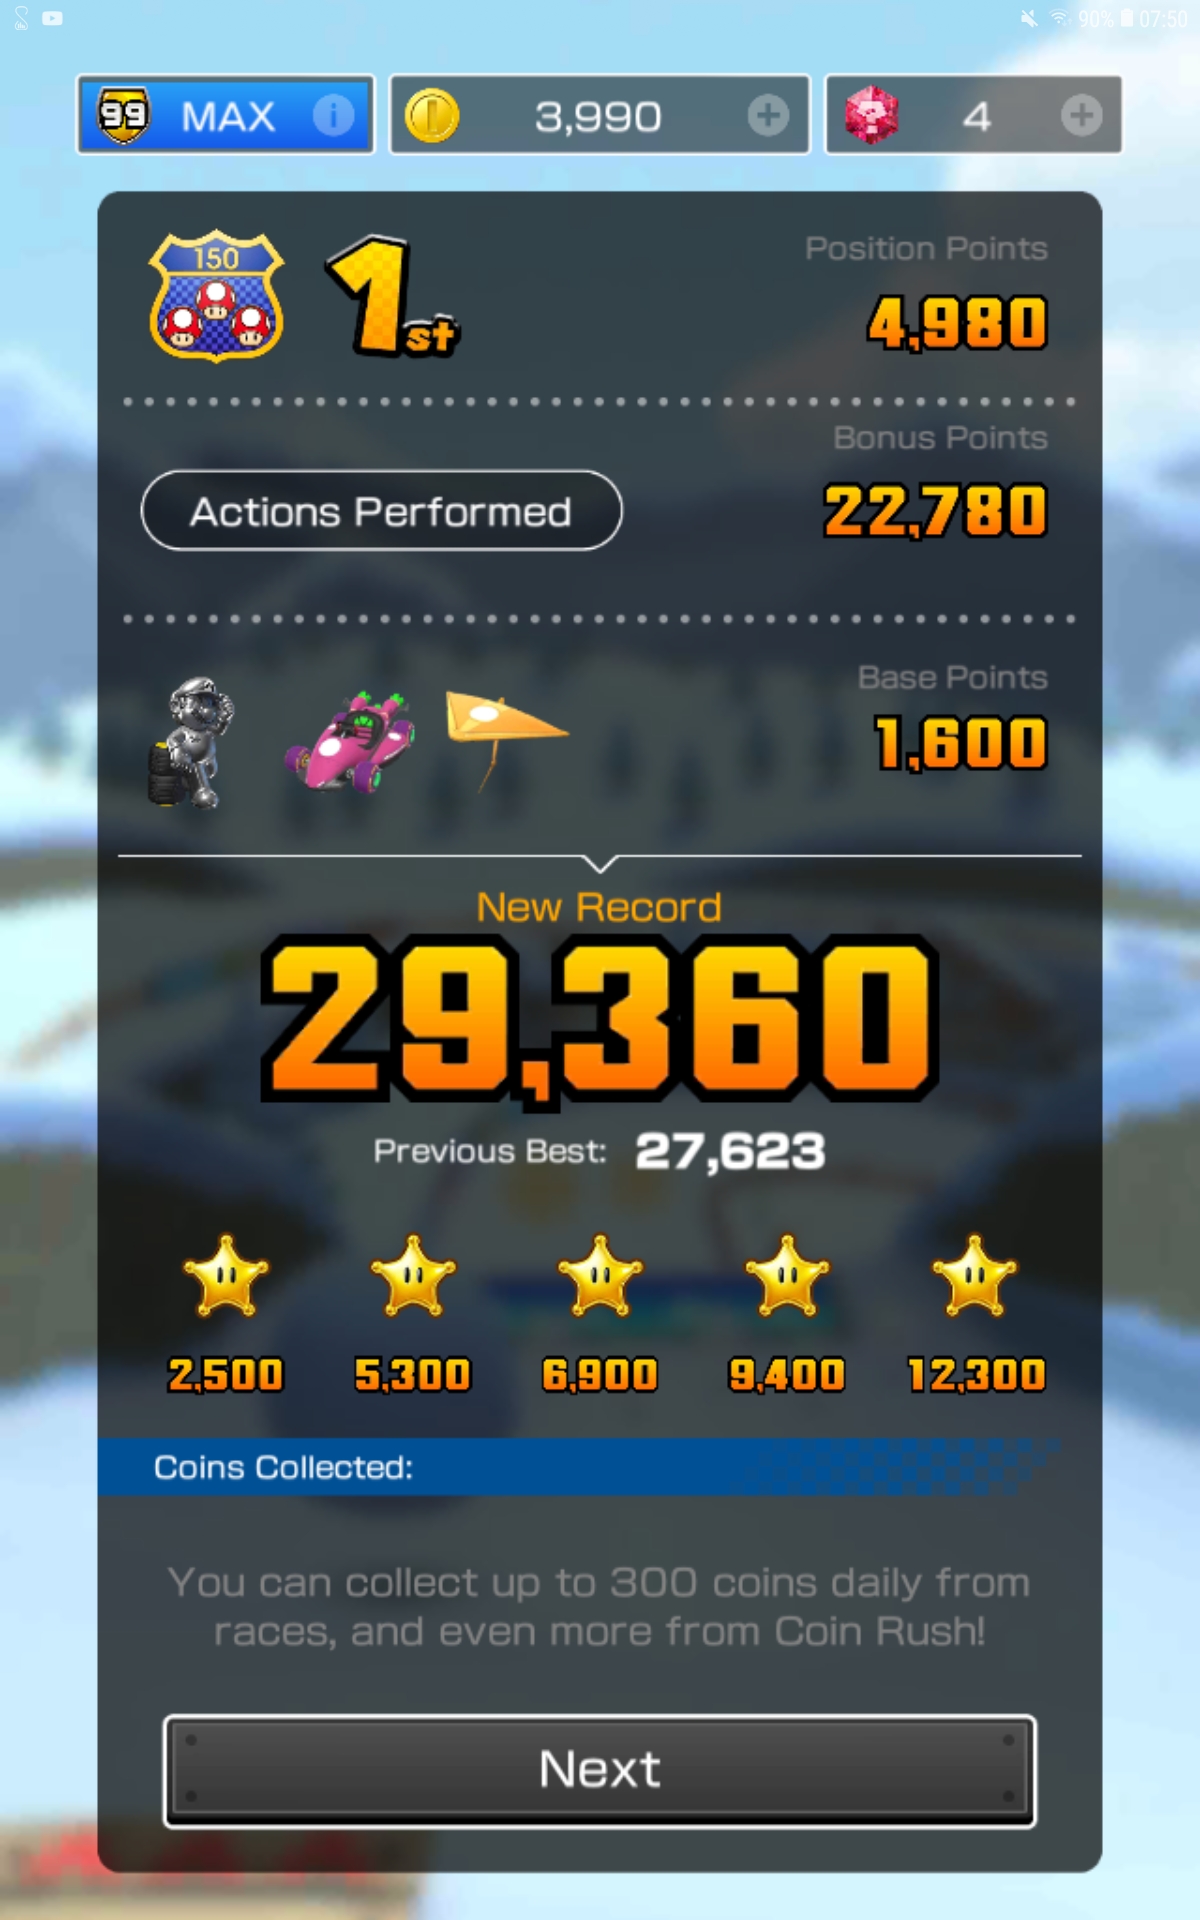 90% 07:50
99 MAX i 3,990 + 4 +
150
1st
Position Points
4,980
Bonus Points
Actions Performed
22,780
Base Points
1,600
New Record
29,360
Previous Best: 27,623
2,500 5,300 6,900 9,400 12,300
Coins Collected:
You can collect up to 300 coins daily from
races, and even more from Coin Rush!
Next